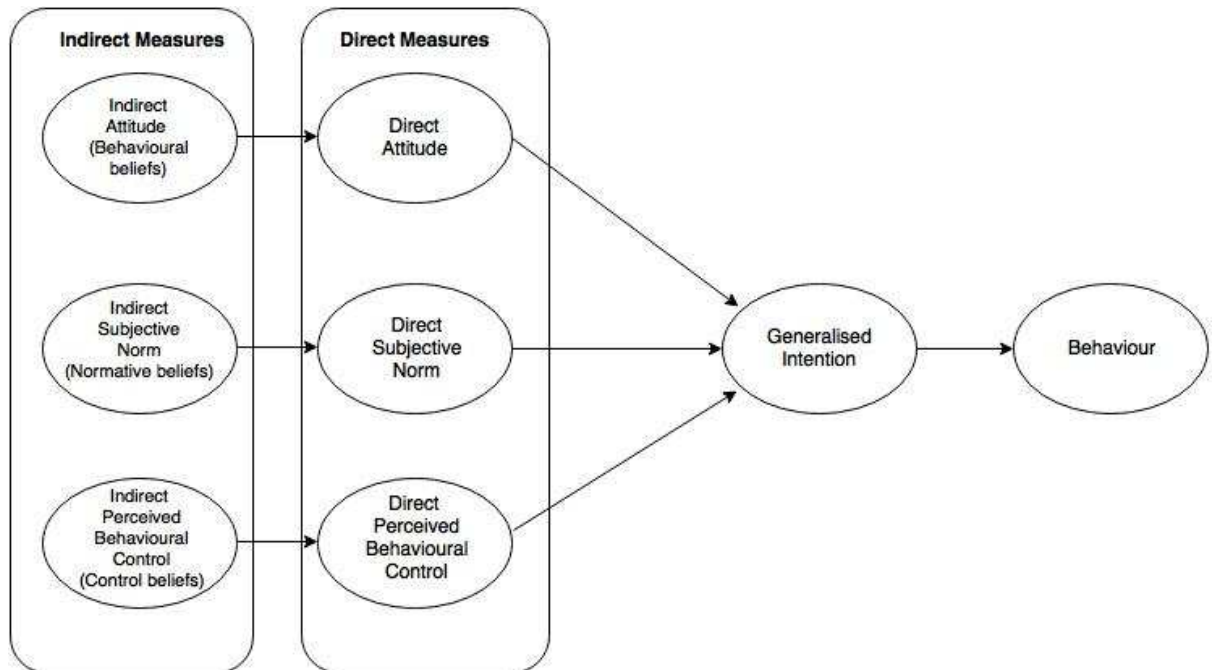 Indirect Measures
Indirect
Attitude
(Behavioural
beliefs)
Indirect
Subjective
Norm
(Normative beliefs)
Indirect
Perceived
Behavioural
Control
(Control beliefs)
Direct Measures
Direct
Attitude
Direct
Subjective
Norm
Direct
Perceived
Behavioural
Control
Generalised
Intention
Behaviour